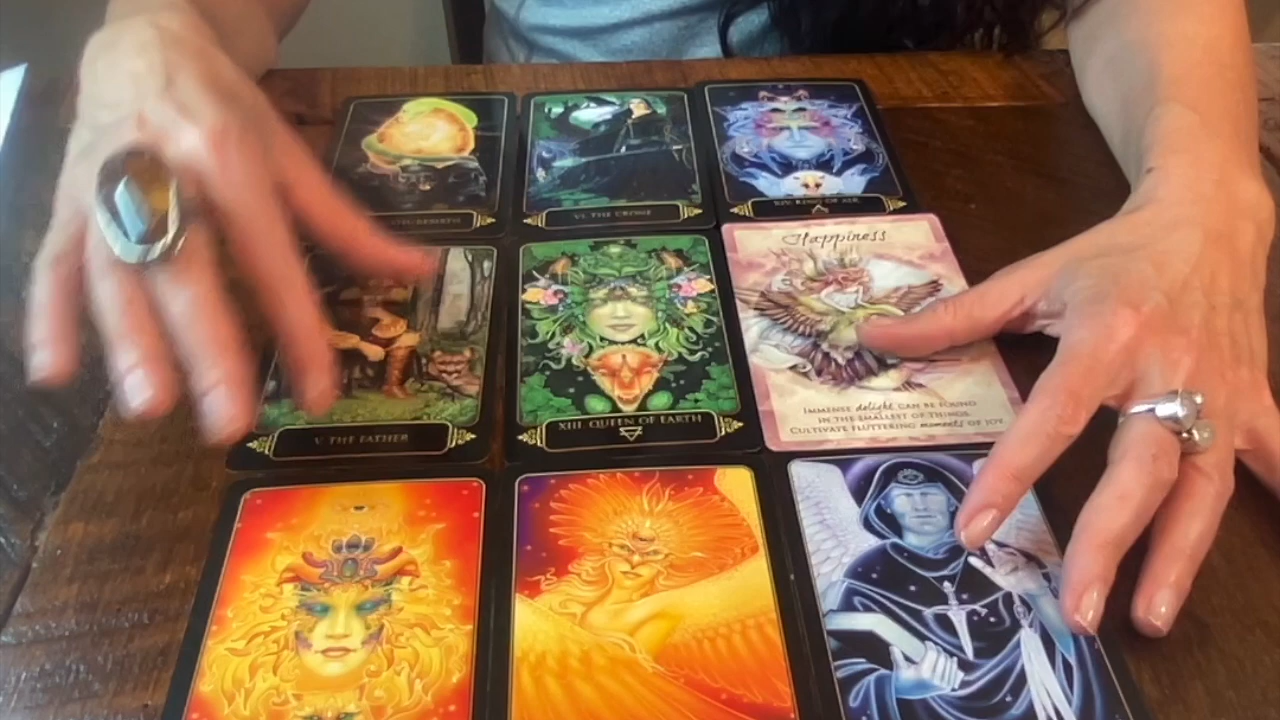 REBIRTH
VI. THE CRONE
XIV. KING OF AIR
V. THE FATHER
XIII. QUEEN OF EARTH
Happiness
IMMENSE delight CAN BE FOUND
IN THE SMALLEST OF THINGS.
CULTIVATE FLUTTERING moments OF JOY.